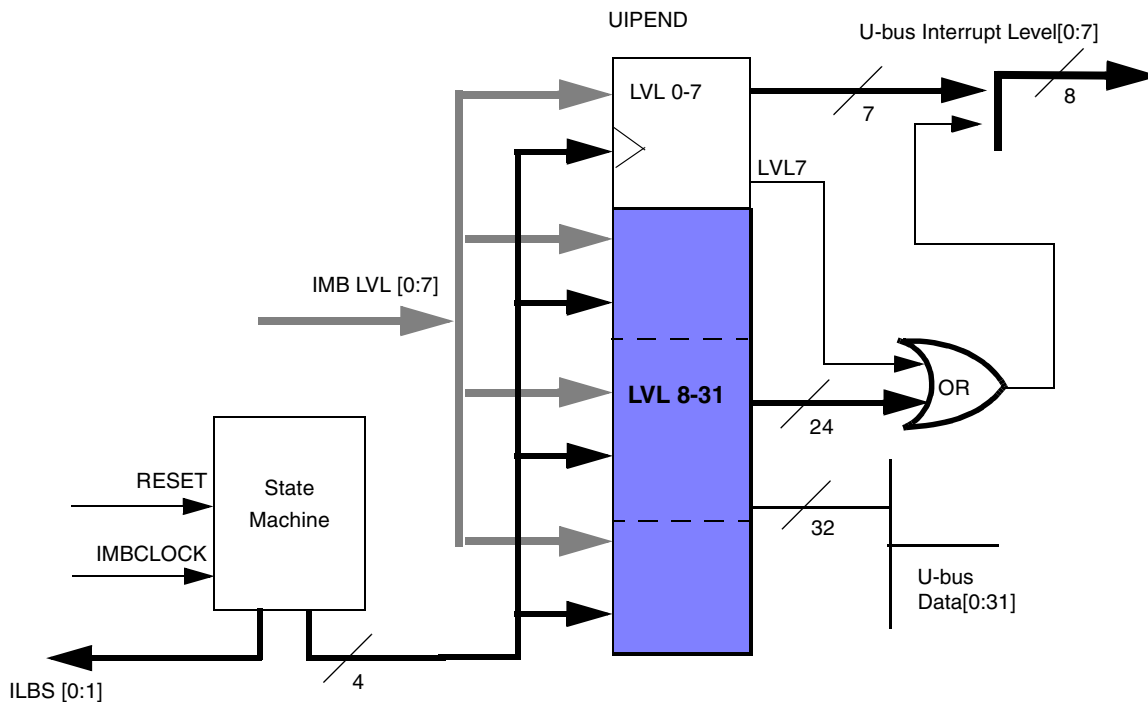 UIPEND
U-bus Interrupt Level[0:7]
LVL 0-7
7
8
LVL7
IMB LVL [0:7]
LVL 8-31
OR
24
RESET
State
Machine
32
IMBCLOCK
U-bus
Data[0:31]
4
ILBS [0:1]